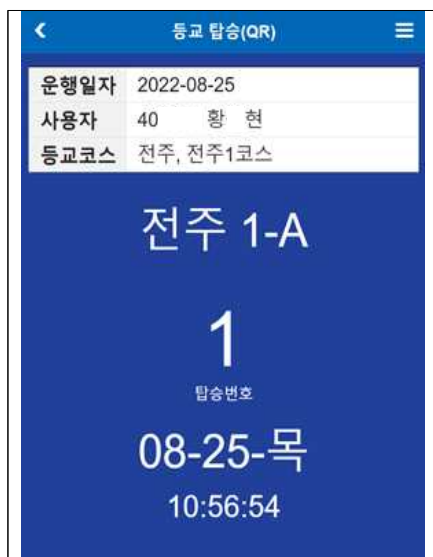 등교 탑승(QR)
운행일자 2022-08-25
사용자 40 황 현
등교코스 전주, 전주1코스
전주 1-A
1
탑승번호
08-25-목
10:56:54